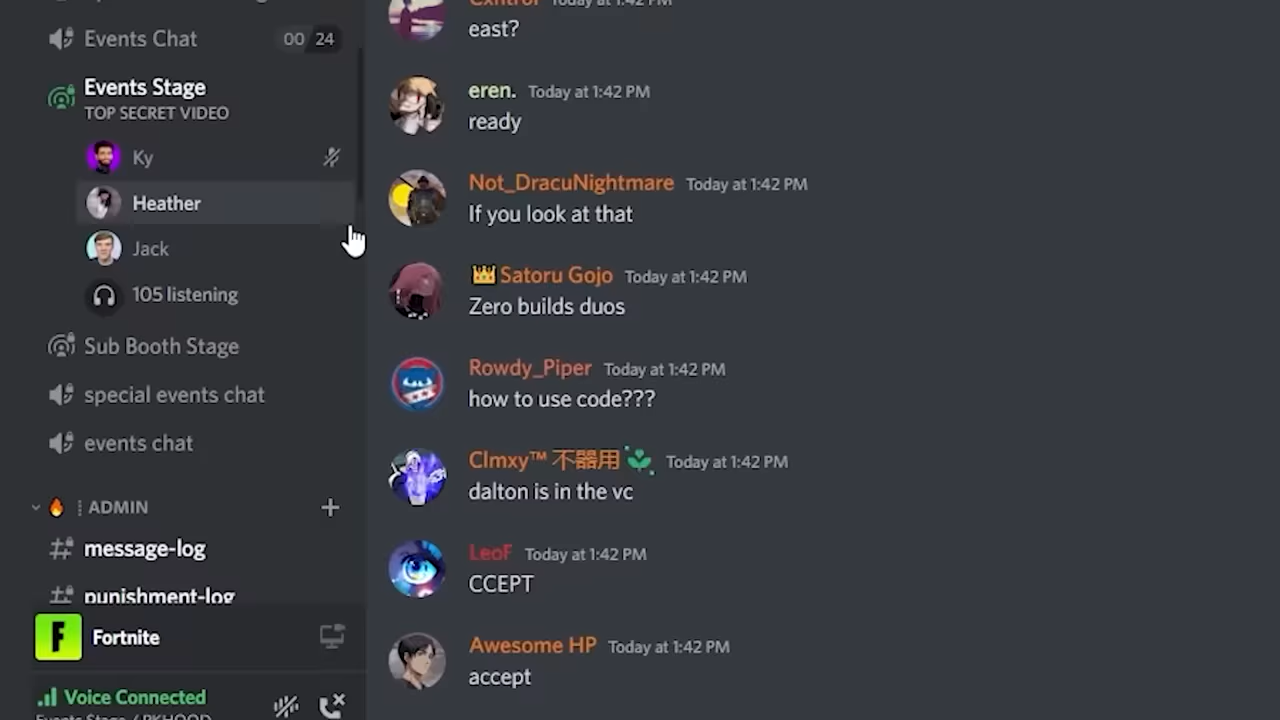 Events Chat 00 24
Events Stage
TOP SECRET VIDEO
Ky
Heather
Jack
105 listening
Sub Booth Stage
special events chat
events chat
ADMIN
message-log
punishment-log
F Fortnite
Voice Connected
Today at 1:42 PM
east?
eren. Today at 1:42 PM
ready
Not_DracuNightmare Today at 1:42 PM
If you look at that
Satoru Gojo Today at 1:42 PM
Zero builds duos
Rowdy_Piper Today at 1:42 PM
how to use code???
Clmxy™ 不器用 Today at 1:42 PM
dalton is in the vc
LeoF Today at 1:42 PM
CCEPT
Awesome HP Today at 1:42 PM
accept